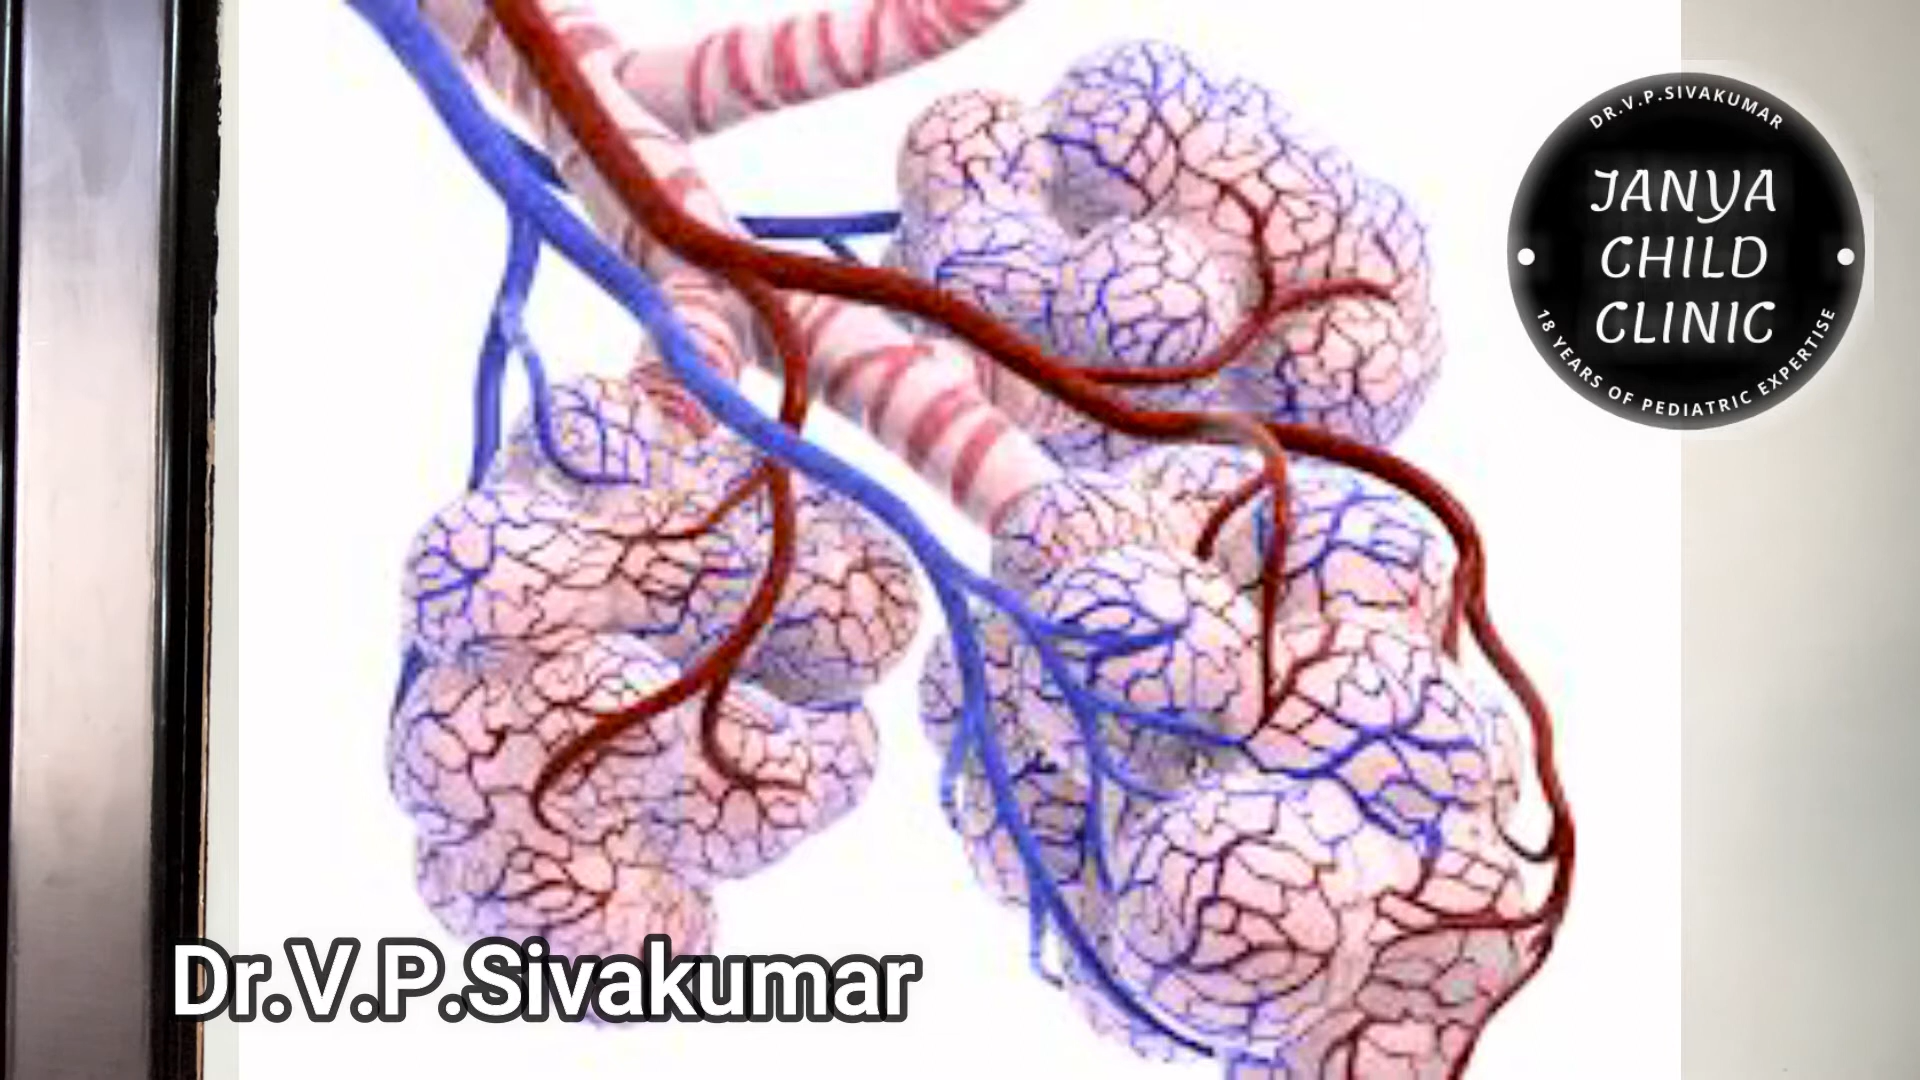 DR.V.P.SIVAKUMAR
JANYA
CHILD
CLINIC
18 YEARS OF PEDIATRIC EXPERTISE
Dr.V.P.Sivakumar